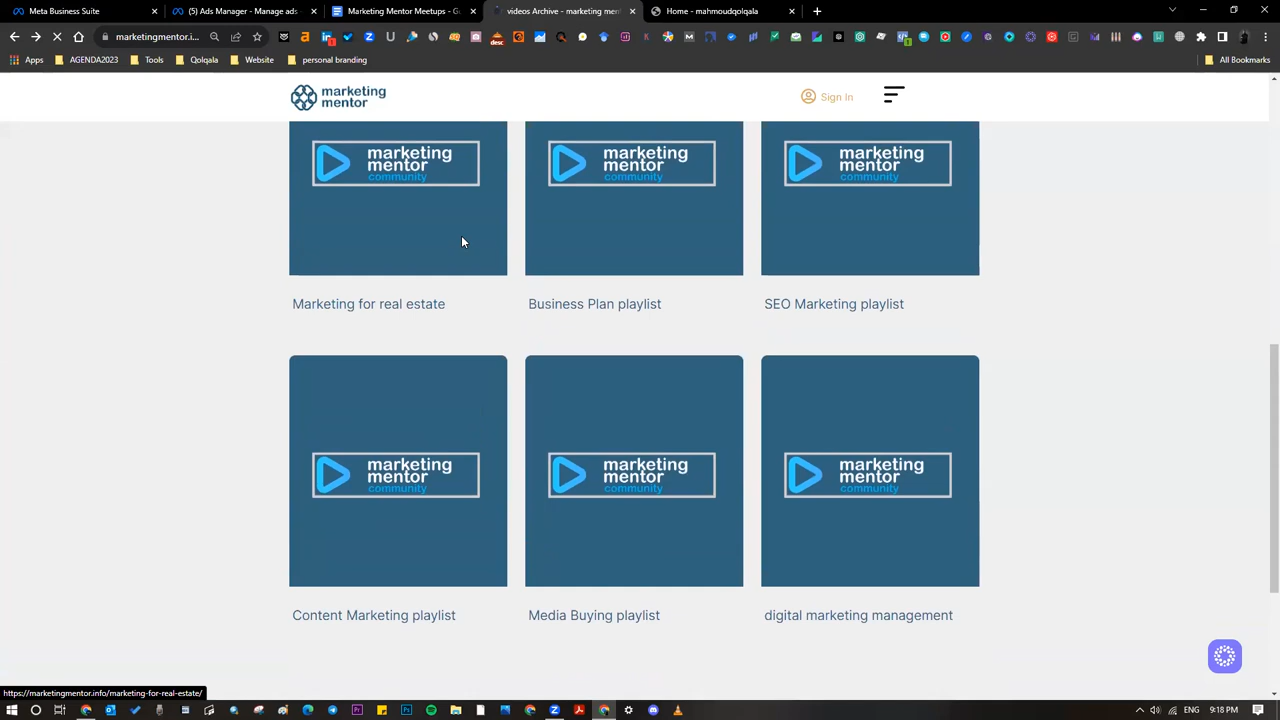 Meta Business Suite
(5) Ads Manager - Manage ads
Marketing Mentor Meetups - G
videos Archive - marketing men
Home - mahmoudqolqala
marketingmentor.i...
Apps
AGENDA2023
Tools
Qolqala
Website
personal branding
All Bookmarks
marketing
mentor
Sign In
marketing
mentor
community
marketing
mentor
community
marketing
mentor
community
Marketing for real estate
Business Plan playlist
SEO Marketing playlist
marketing
mentor
community
marketing
mentor
community
marketing
mentor
community
Content Marketing playlist
Media Buying playlist
digital marketing management
https://marketingmentor.info/marketing-for-real-estate/
ENG
9:18 PM